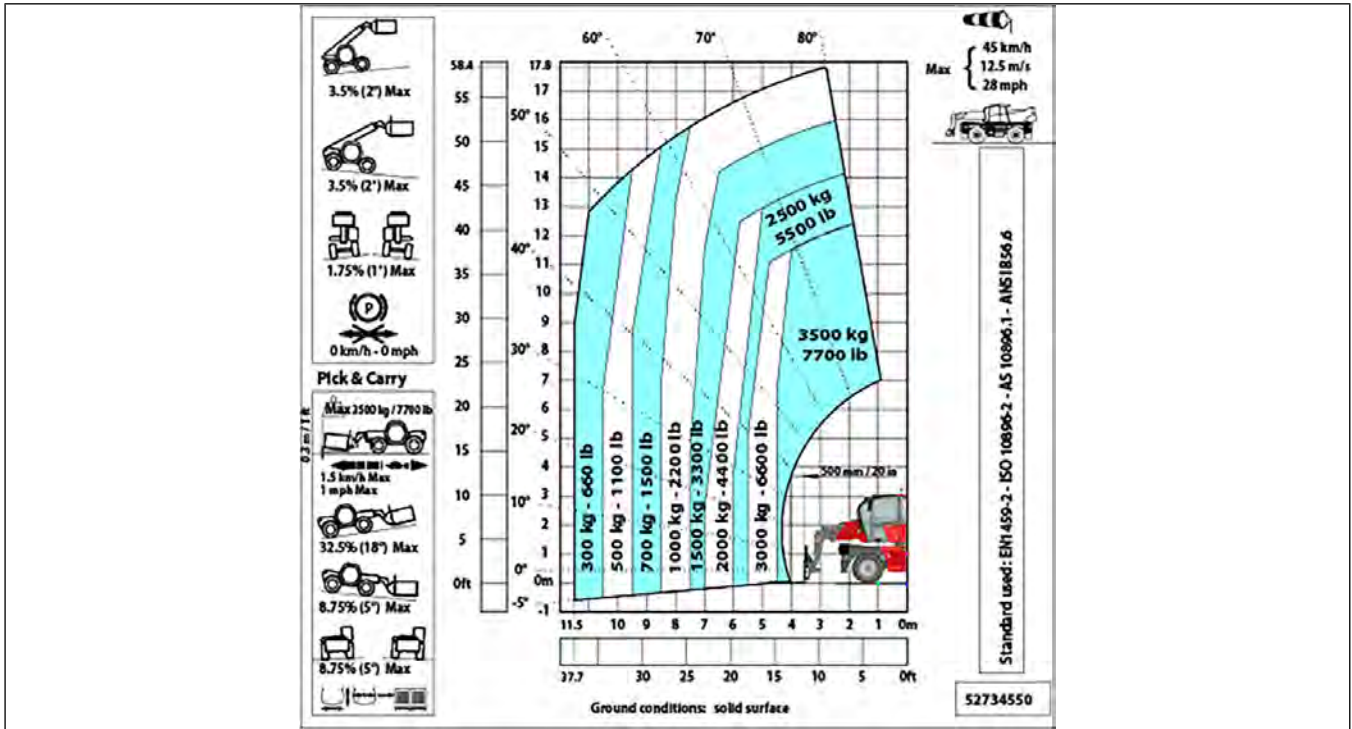 3.5% (2°) Max
3.5% (2°) Max
1.75% (1°) Max
P
0 km/h - 0 mph
Pick & Carry
0.3 m / 1 ft
Max 3500 kg / 7700 lb
1.5 km/h Max
1 mph Max
32.5% (18°) Max
8.75% (5°) Max
8.75% (5°) Max
60°
70°
80°
50°
40°
30°
20°
10°
0°
-5°
58.4
55
50
45
40
35
30
25
20
15
10
5
0ft
17.8
17
16
15
14
13
12
11
10
9
8
7
6
5
4
3
2
1
0m
-1
300 kg - 660 lb
500 kg - 1100 lb
700 kg - 1500 lb
1000 kg - 2200 lb
1500 kg - 3300 lb
2000 kg - 4400 lb
3000 kg - 6600 lb
2500 kg
5500 lb
3500 kg
7700 lb
500 mm / 20 in
11.5 10 9 8 7 6 5 4 3 2 1 0m
37.7 30 25 20 15 10 5 0ft
Ground conditions: solid surface
Max
45 km/h
12.5 m/s
28 mph
Standard used: EN1459-2 - ISO 10896-2 - AS 10896.1 - ANSI B56.6
52734550